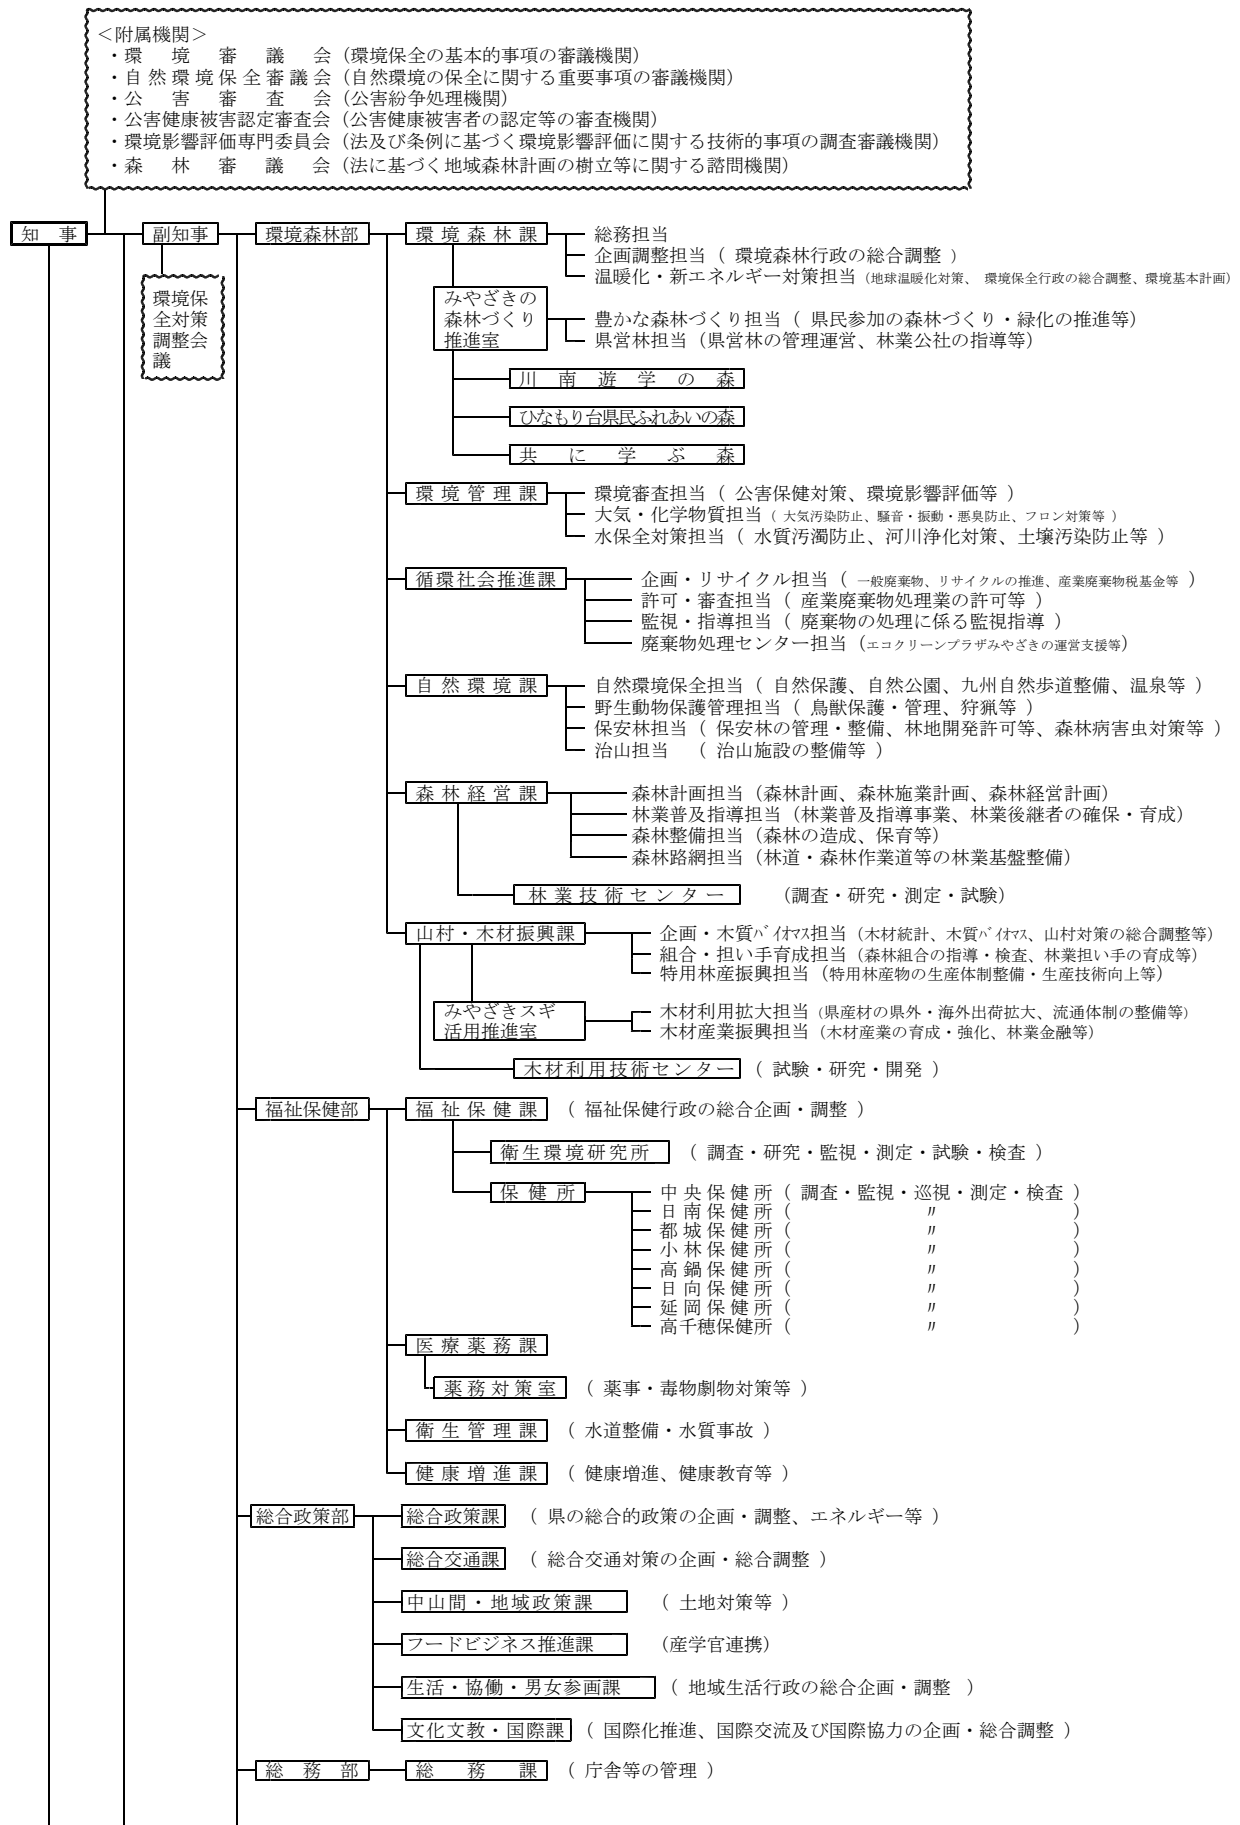 ＜附属機関＞
・環境審議会（環境保全の基本的事項の審議機関）
・自然環境保全審議会（自然環境の保全に関する重要事項の審議機関）
・公害審査会（公害紛争処理機関）
・公害健康被害認定審査会（公害健康被害者の認定等の審査機関）
・環境影響評価専門委員会（法及び条例に基づく環境影響評価に関する技術的事項の調査審議機関）
・森林審議会（法に基づく地域森林計画の樹立等に関する諮問機関）
知事 副知事 環境森林部 環境森林課 総務担当
企画調整担当（ 環境森林行政の総合調整 ）
温暖化・新エネルギー対策担当（地球温暖化対策、 環境保全行政の総合調整、環境基本計画）
環境保
全対策
調整会
議
みやざきの
森林づくり
推進室
豊かな森林づくり担当（ 県民参加の森林づくり・緑化の推進等）
県営林担当（県営林の管理運営、林業公社の指導等）
川南遊学の森
ひなもり台県民ふれあいの森
共に学ぶ森
環境管理課 環境審査担当（ 公害保健対策、環境影響評価等 ）
大気・化学物質担当（ 大気汚染防止、騒音・振動・悪臭防止、フロン対策等 ）
水保全対策担当（ 水質汚濁防止、河川浄化対策、土壌汚染防止等 ）
循環社会推進課 企画・リサイクル担当（ 一般廃棄物、リサイクルの推進、産業廃棄物税基金等 ）
許可・審査担当（ 産業廃棄物処理業の許可等 ）
監視・指導担当（ 廃棄物の処理に係る監視指導 ）
廃棄物処理センター担当（エコクリーンプラザみやざきの運営支援等）
自然環境課 自然環境保全担当（ 自然保護、自然公園、九州自然歩道整備、温泉等 ）
野生動物保護管理担当（ 鳥獣保護・管理、狩猟等 ）
保安林担当（ 保安林の管理・整備、林地開発許可等、森林病害虫対策等 ）
治山担当 （ 治山施設の整備等 ）
森林経営課 森林計画担当（森林計画、森林施業計画、森林経営計画）
林業普及指導担当（林業普及指導事業、林業後継者の確保・育成）
森林整備担当（森林の造成、保育等）
森林路網担当（林道・森林作業道等の林業基盤整備）
林業技術センター （調査・研究・測定・試験）
山村・木材振興課 企画・木質ﾊﾞｲｵﾏｽ担当（木材統計、木質ﾊﾞｲｵﾏｽ、山村対策の総合調整等）
組合・担い手育成担当（森林組合の指導・検査、林業担い手の育成等）
特用林産振興担当（特用林産物の生産体制整備・生産技術向上等）
みやざきスギ
活用推進室
木材利用拡大担当（県産材の県外・海外出荷拡大、流通体制の整備等）
木材産業振興担当（木材産業の育成・強化、林業金融等）
木材利用技術センター （ 試験・研究・開発 ）
福祉保健部 福祉保健課 （ 福祉保健行政の総合企画・調整 ）
衛生環境研究所 （ 調査・研究・監視・測定・試験・検査 ）
保健所 中央保健所（ 調査・監視・巡視・測定・検査 ）
日南保健所（ 〃 ）
都城保健所（ 〃 ）
小林保健所（ 〃 ）
高鍋保健所（ 〃 ）
日向保健所（ 〃 ）
延岡保健所（ 〃 ）
高千穂保健所（ 〃 ）
医療薬務課
薬務対策室 （ 薬事・毒物劇物対策等 ）
衛生管理課 （ 水道整備・水質事故 ）
健康増進課 （ 健康増進、健康教育等 ）
総合政策部 総合政策課 （ 県の総合的政策の企画・調整、エネルギー等 ）
総合交通課 （ 総合交通対策の企画・総合調整 ）
中山間・地域政策課 （ 土地対策等 ）
フードビジネス推進課 （産学官連携）
生活・協働・男女参画課 （ 地域生活行政の総合企画・調整 ）
文化文教・国際課 （ 国際化推進、国際交流及び国際協力の企画・総合調整 ）
総務部 総務課 （ 庁舎等の管理 ）